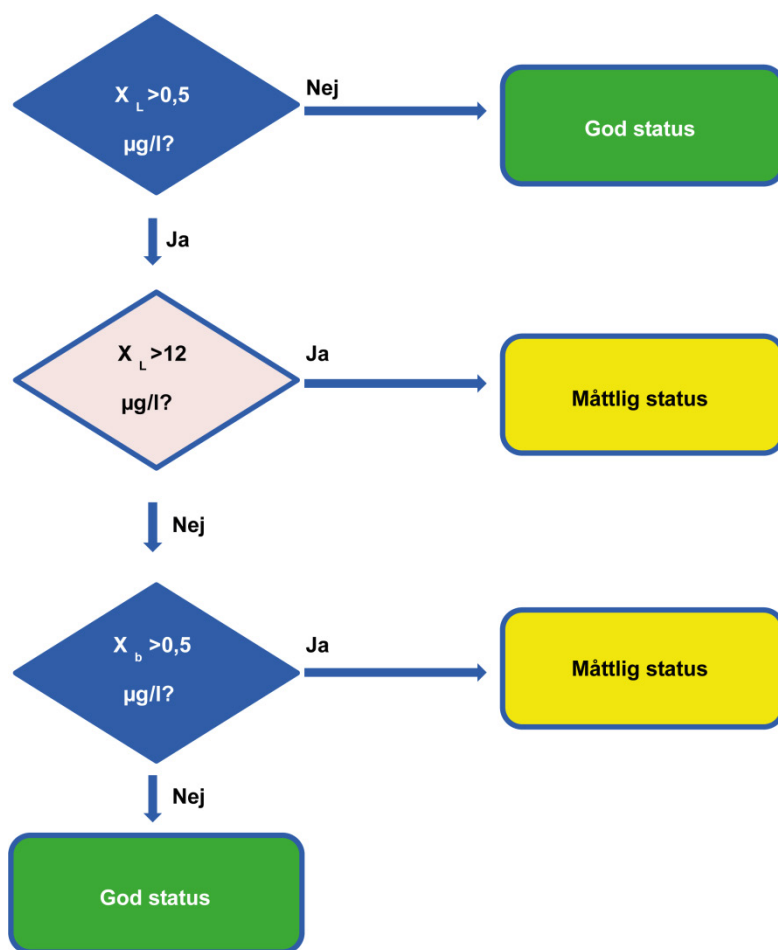 X L >0,5
µg/l?
Nej
God status
Ja
X L >12
µg/l?
Ja
Måttlig status
Nej
X b >0,5
µg/l?
Ja
Måttlig status
Nej
God status